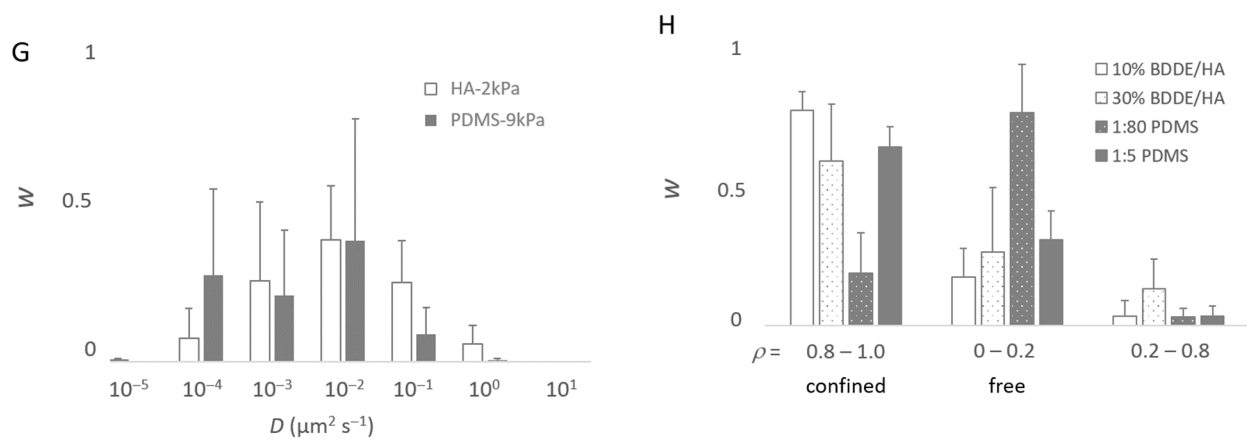 G
1
HA-2kPa
PDMS-9kPa
w
0.5
0
10⁻⁵ 10⁻⁴ 10⁻³ 10⁻² 10⁻¹ 10⁰ 10¹
D (μm² s⁻¹)
H
1
10% BDDE/HA
30% BDDE/HA
1:80 PDMS
1:5 PDMS
w
0.5
0
ρ = 0.8 – 1.0 0 – 0.2 0.2 – 0.8
confined free